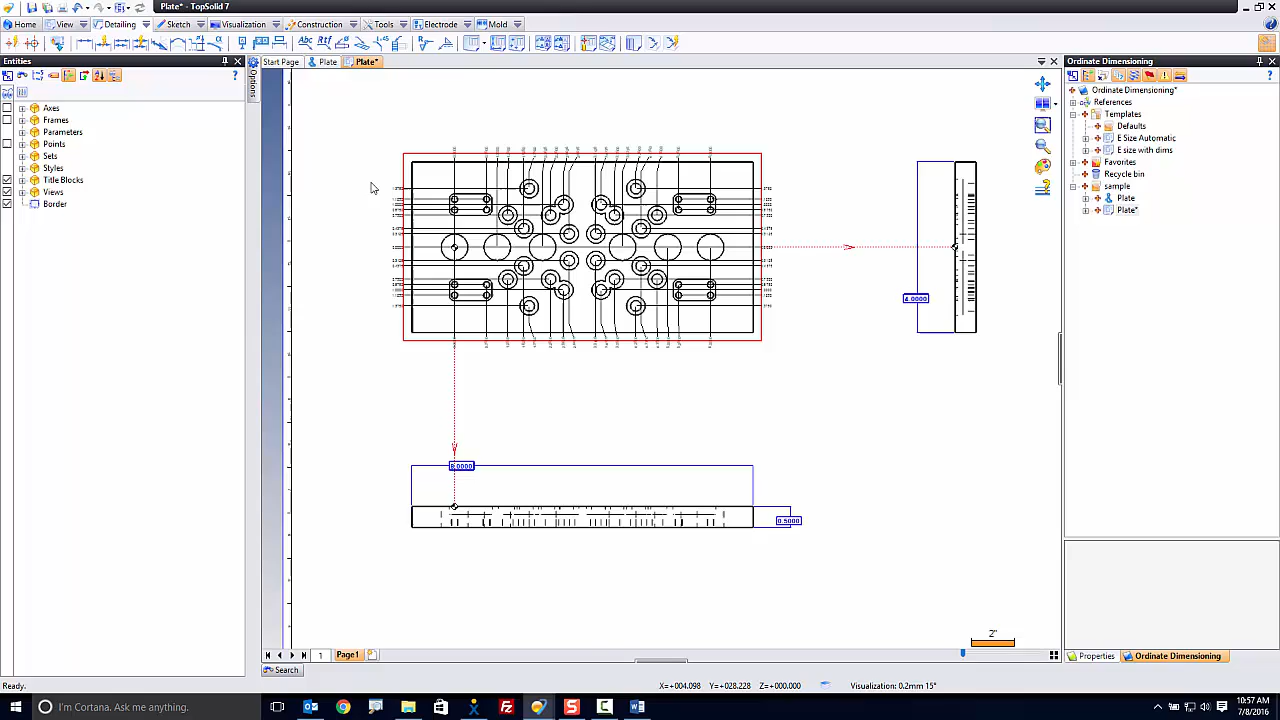 Plate* - TopSolid 7
Home View Detailing Sketch Visualization Construction Tools Electrode Mold
Entities
Options
Start Page Plate Plate*
Ordinate Dimensioning
Axes
Frames
Parameters
Points
Sets
Styles
Title Blocks
Views
Border
4.0000
8.0000
0.5000
2"
Ordinate Dimensioning*
References
Templates
Defaults
E Size Automatic
E Size with dims
Favorites
Recycle bin
sample
Plate
Plate*
1 Page1
Search
Properties Ordinate Dimensioning
Ready.
X=+004.098 Y=+028.228 Z=+000.000 Visualization: 0.2mm 15°
I'm Cortana. Ask me anything.
10:57 AM
7/8/2016